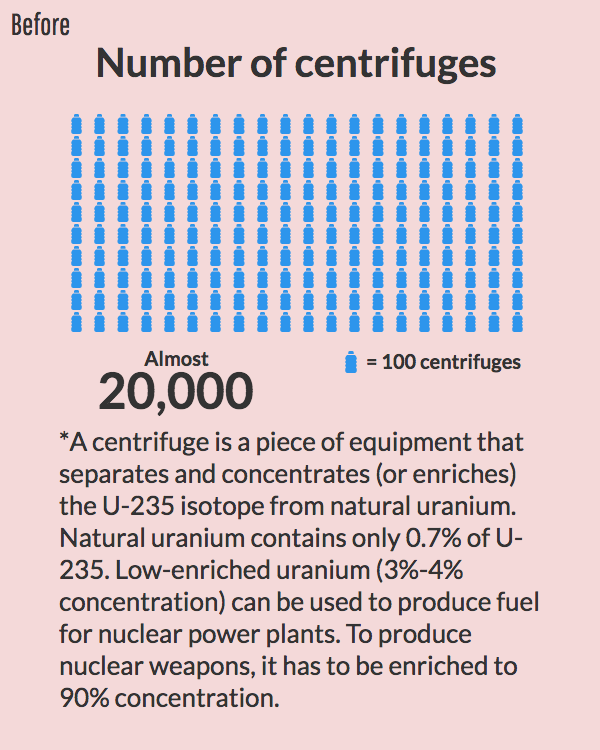 Before
Number of centrifuges
Almost
20,000
= 100 centrifuges
*A centrifuge is a piece of equipment that
separates and concentrates (or enriches)
the U-235 isotope from natural uranium.
Natural uranium contains only 0.7% of U-
235. Low-enriched uranium (3%-4%
concentration) can be used to produce fuel
for nuclear power plants. To produce
nuclear weapons, it has to be enriched to
90% concentration.